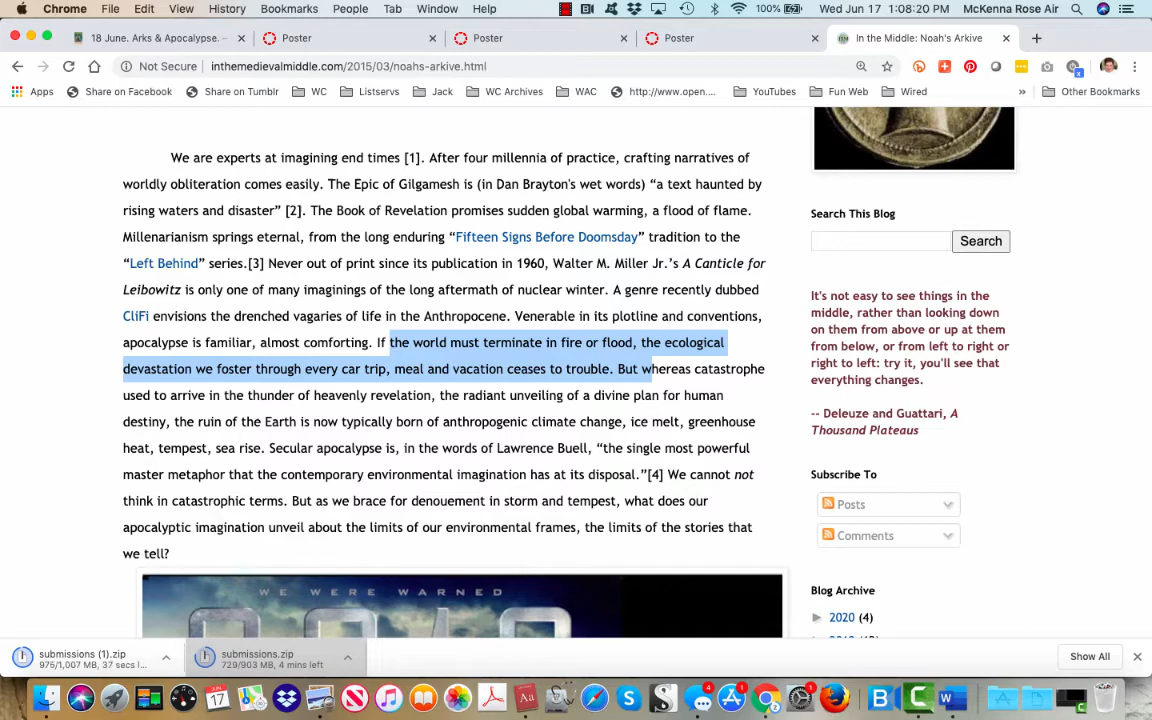 Chrome File Edit View History Bookmarks People Tab Window Help 100% Wed Jun 17 1:08:20 PM McKenna Rose Air
18 June. Arks & Apocalypse. - Poster Poster Poster In the Middle: Noah's Arkive
Not Secure inthemedievalmiddle.com/2015/03/noahs-arkive.html
Apps Share on Facebook Share on Tumblr WC Listservs Jack WC Archives WAC http://www.open.... YouTubes Fun Web Wired » Other Bookmarks
We are experts at imagining end times [1]. After four millennia of practice, crafting narratives of
worldly obliteration comes easily. The Epic of Gilgamesh is (in Dan Brayton's wet words) “a text haunted by
rising waters and disaster” [2]. The Book of Revelation promises sudden global warming, a flood of flame.
Millenarianism springs eternal, from the long enduring “Fifteen Signs Before Doomsday” tradition to the
“Left Behind” series.[3] Never out of print since its publication in 1960, Walter M. Miller Jr.’s A Canticle for
Leibowitz is only one of many imaginings of the long aftermath of nuclear winter. A genre recently dubbed
CliFi envisions the drenched vagaries of life in the Anthropocene. Venerable in its plotline and conventions,
apocalypse is familiar, almost comforting. If the world must terminate in fire or flood, the ecological
devastation we foster through every car trip, meal and vacation ceases to trouble. But whereas catastrophe
used to arrive in the thunder of heavenly revelation, the radiant unveiling of a divine plan for human
destiny, the ruin of the Earth is now typically born of anthropogenic climate change, ice melt, greenhouse
heat, tempest, sea rise. Secular apocalypse is, in the words of Lawrence Buell, “the single most powerful
master metaphor that the contemporary environmental imagination has at its disposal.”[4] We cannot not
think in catastrophic terms. But as we brace for denouement in storm and tempest, what does our
apocalyptic imagination unveil about the limits of our environmental frames, the limits of the stories that
we tell?
WE WERE WARNED
Search This Blog
Search
It's not easy to see things in the
middle, rather than looking down
on them from above or up at them
from below, or from left to right or
right to left: try it, you'll see that
everything changes.
-- Deleuze and Guattari, A
Thousand Plateaus
Subscribe To
Posts
Comments
Blog Archive
► 2020 (4)
submissions (1).zip
975/1,007 MB, 37 secs l...
submissions.zip
729/903 MB, 4 mins left
Show All